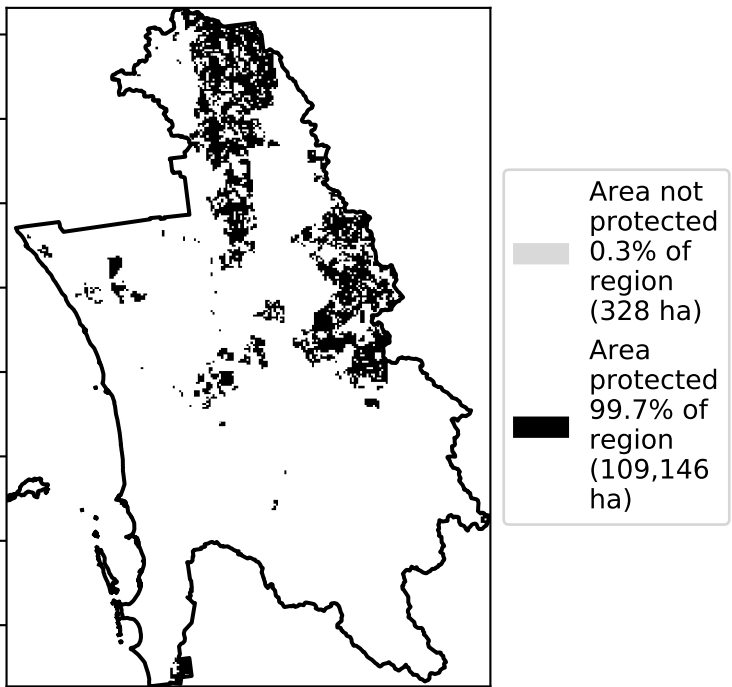 Area not
protected
0.3% of
region
(328 ha)
Area
protected
99.7% of
region
(109,146
ha)